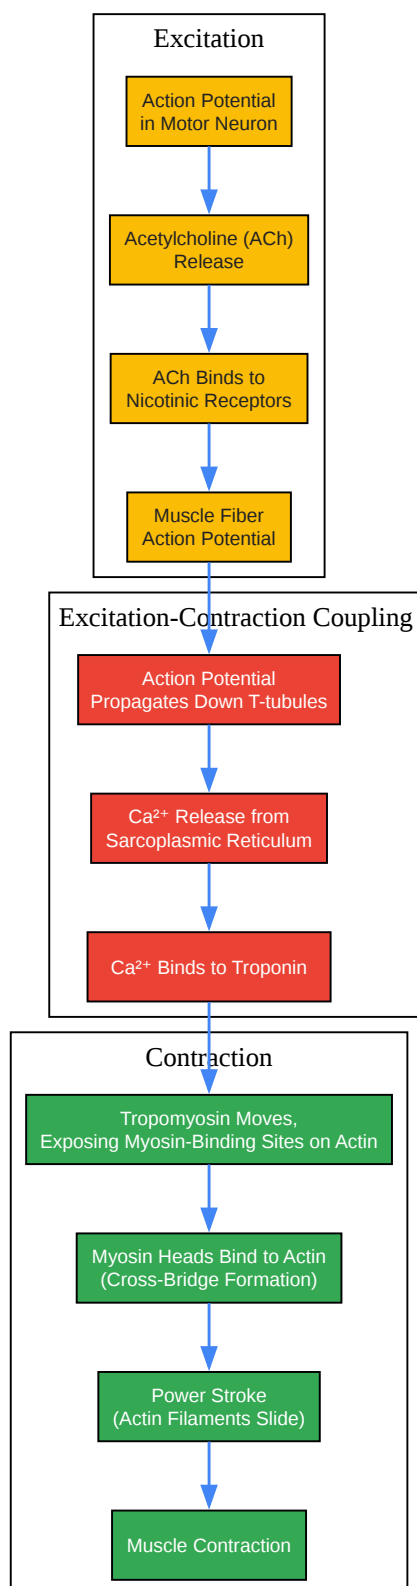 Excitation
Action Potential
in Motor Neuron
Acetylcholine (ACh)
Release
ACh Binds to
Nicotinic Receptors
Muscle Fiber
Action Potential
Excitation-Contraction Coupling
Action Potential
Propagates Down T-tubules
Ca²⁺ Release from
Sarcoplasmic Reticulum
Ca²⁺ Binds to Troponin
Contraction
Tropomyosin Moves,
Exposing Myosin-Binding Sites on Actin
Myosin Heads Bind to Actin
(Cross-Bridge Formation)
Power Stroke
(Actin Filaments Slide)
Muscle Contraction